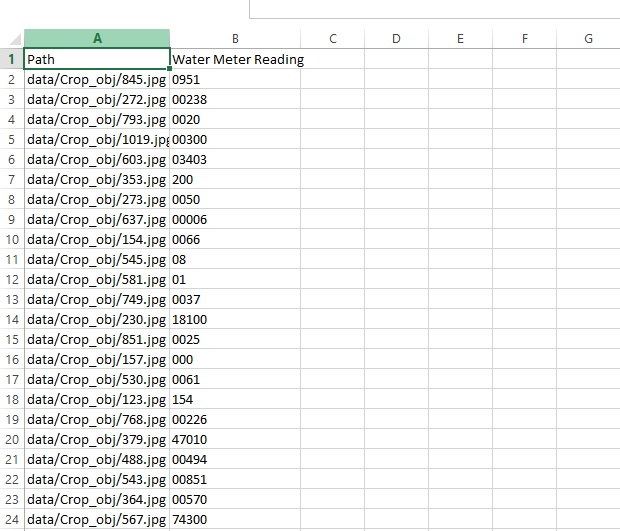 A B C D E F G
1 Path Water Meter Reading
2 data/Crop_obj/845.jpg 0951
3 data/Crop_obj/272.jpg 00238
4 data/Crop_obj/793.jpg 0020
5 data/Crop_obj/1019.jpg 00300
6 data/Crop_obj/603.jpg 03403
7 data/Crop_obj/353.jpg 200
8 data/Crop_obj/273.jpg 0050
9 data/Crop_obj/637.jpg 00006
10 data/Crop_obj/154.jpg 0066
11 data/Crop_obj/545.jpg 08
12 data/Crop_obj/581.jpg 01
13 data/Crop_obj/749.jpg 0037
14 data/Crop_obj/230.jpg 18100
15 data/Crop_obj/851.jpg 0025
16 data/Crop_obj/157.jpg 000
17 data/Crop_obj/530.jpg 0061
18 data/Crop_obj/123.jpg 154
19 data/Crop_obj/768.jpg 00226
20 data/Crop_obj/379.jpg 47010
21 data/Crop_obj/488.jpg 00494
22 data/Crop_obj/543.jpg 00851
23 data/Crop_obj/364.jpg 00570
24 data/Crop_obj/567.jpg 74300